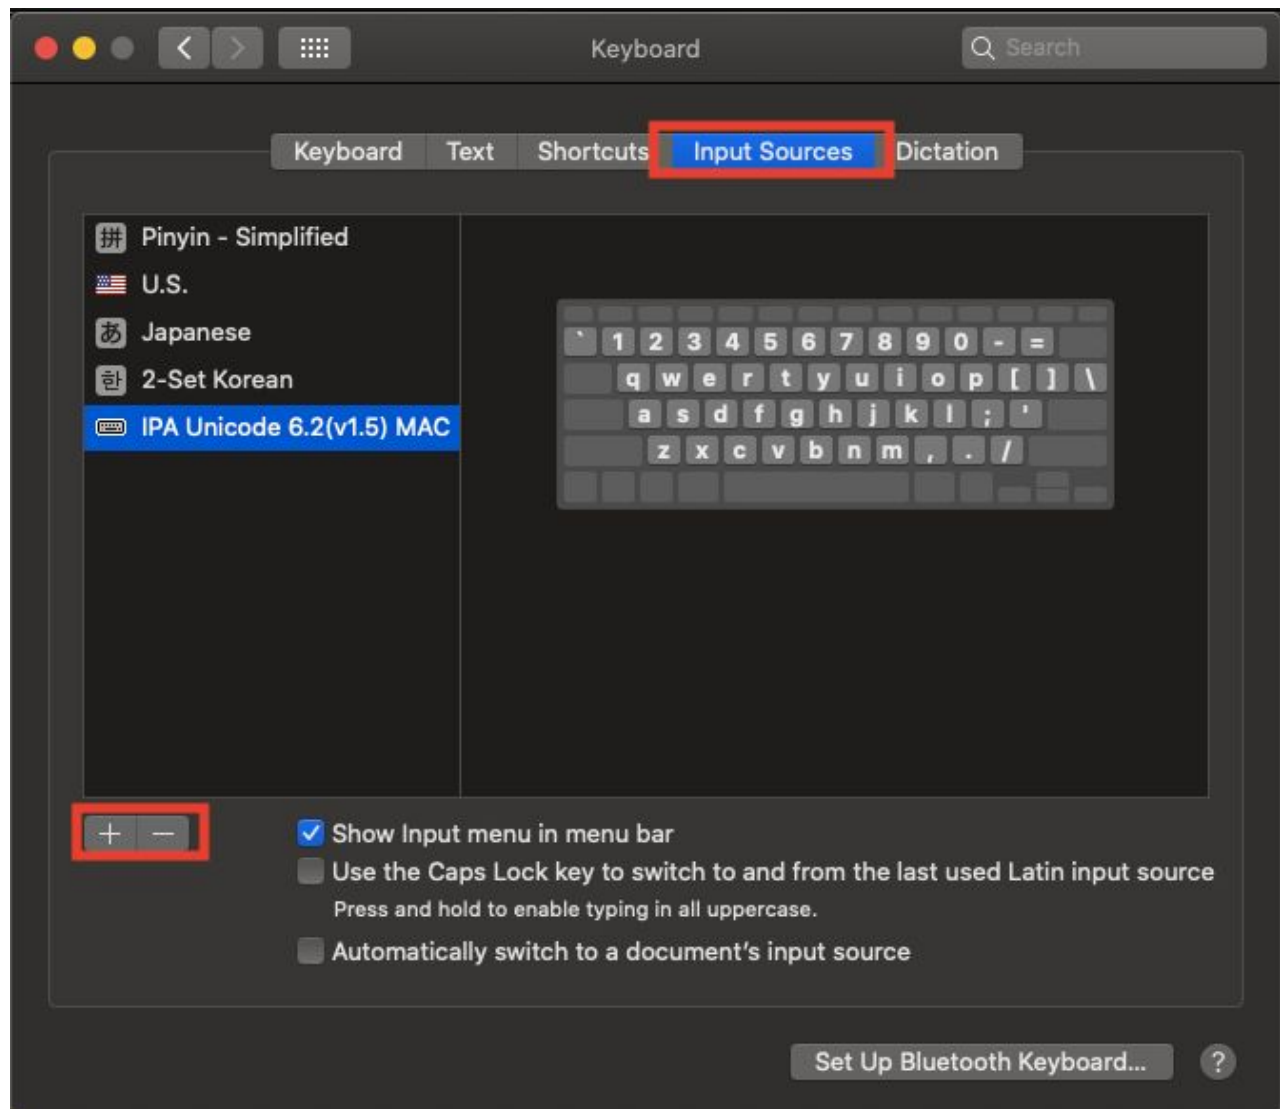 Keyboard
Search
Keyboard Text Shortcuts Input Sources Dictation
拼 Pinyin - Simplified
U.S.
あ Japanese
한 2-Set Korean
IPA Unicode 6.2(v1.5) MAC
` 1 2 3 4 5 6 7 8 9 0 - =
q w e r t y u i o p [ ] \
a s d f g h j k l ; '
z x c v b n m , . /
+ −
Show Input menu in menu bar
Use the Caps Lock key to switch to and from the last used Latin input source
Press and hold to enable typing in all uppercase.
Automatically switch to a document’s input source
Set Up Bluetooth Keyboard... ?